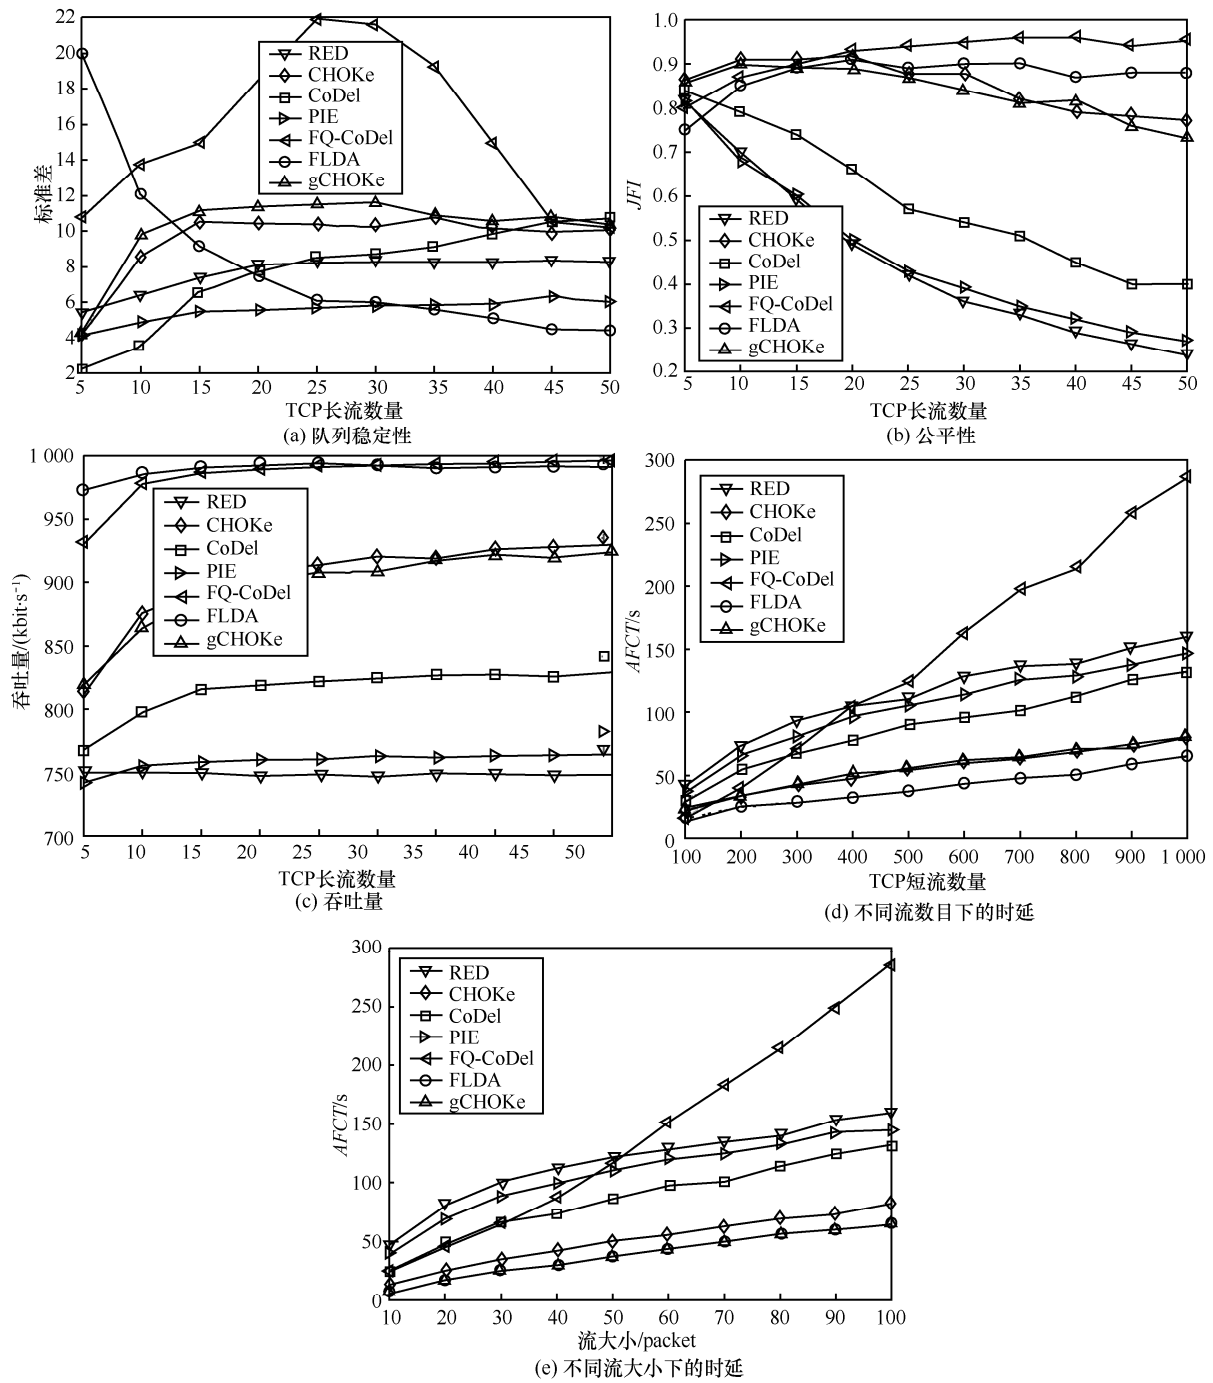 22
20
18
16
14
12
10
8
6
4
2
标准差
RED
CHOKe
CoDel
PIE
FQ-CoDel
FLDA
gCHOKe
5 10 15 20 25 30 35 40 45 50
TCP长流数量
(a) 队列稳定性
1.0
0.9
0.8
0.7
0.6
0.5
0.4
0.3
0.2
JFI
RED
CHOKe
CoDel
PIE
FQ-CoDel
FLDA
gCHOKe
5 10 15 20 25 30 35 40 45 50
TCP长流数量
(b) 公平性
1 000
950
900
850
800
750
700
吞吐量/(kbit·s⁻¹)
RED
CHOKe
CoDel
PIE
FQ-CoDel
FLDA
gCHOKe
5 10 15 20 25 30 35 40 45 50
TCP长流数量
(c) 吞吐量
300
250
200
150
100
50
0
AFCT/s
RED
CHOKe
CoDel
PIE
FQ-CoDel
FLDA
gCHOKe
100 200 300 400 500 600 700 800 900 1 000
TCP短流数量
(d) 不同流数目下的时延
300
250
200
150
100
50
0
AFCT/s
RED
CHOKe
CoDel
PIE
FQ-CoDel
FLDA
gCHOKe
10 20 30 40 50 60 70 80 90 100
流大小/packet
(e) 不同流大小下的时延